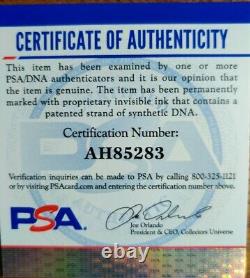 CERTIFICATE OF AUTHENTICITY
This item has been examined by one or more
PSA/DNA authenticators and it is our opinion that
the item is genuine. The item has been permanently
marked with proprietary invisible ink that contains a
patented strand of synthetic DNA.
Certification Number:
AH85283
Verification inquiries can be made to PSA by calling 800-325-1121
or by visiting PSAcard.com and entering the certification number above.
PSA
Joe Orlando
President & CEO, Collectors Universe
thx.bz